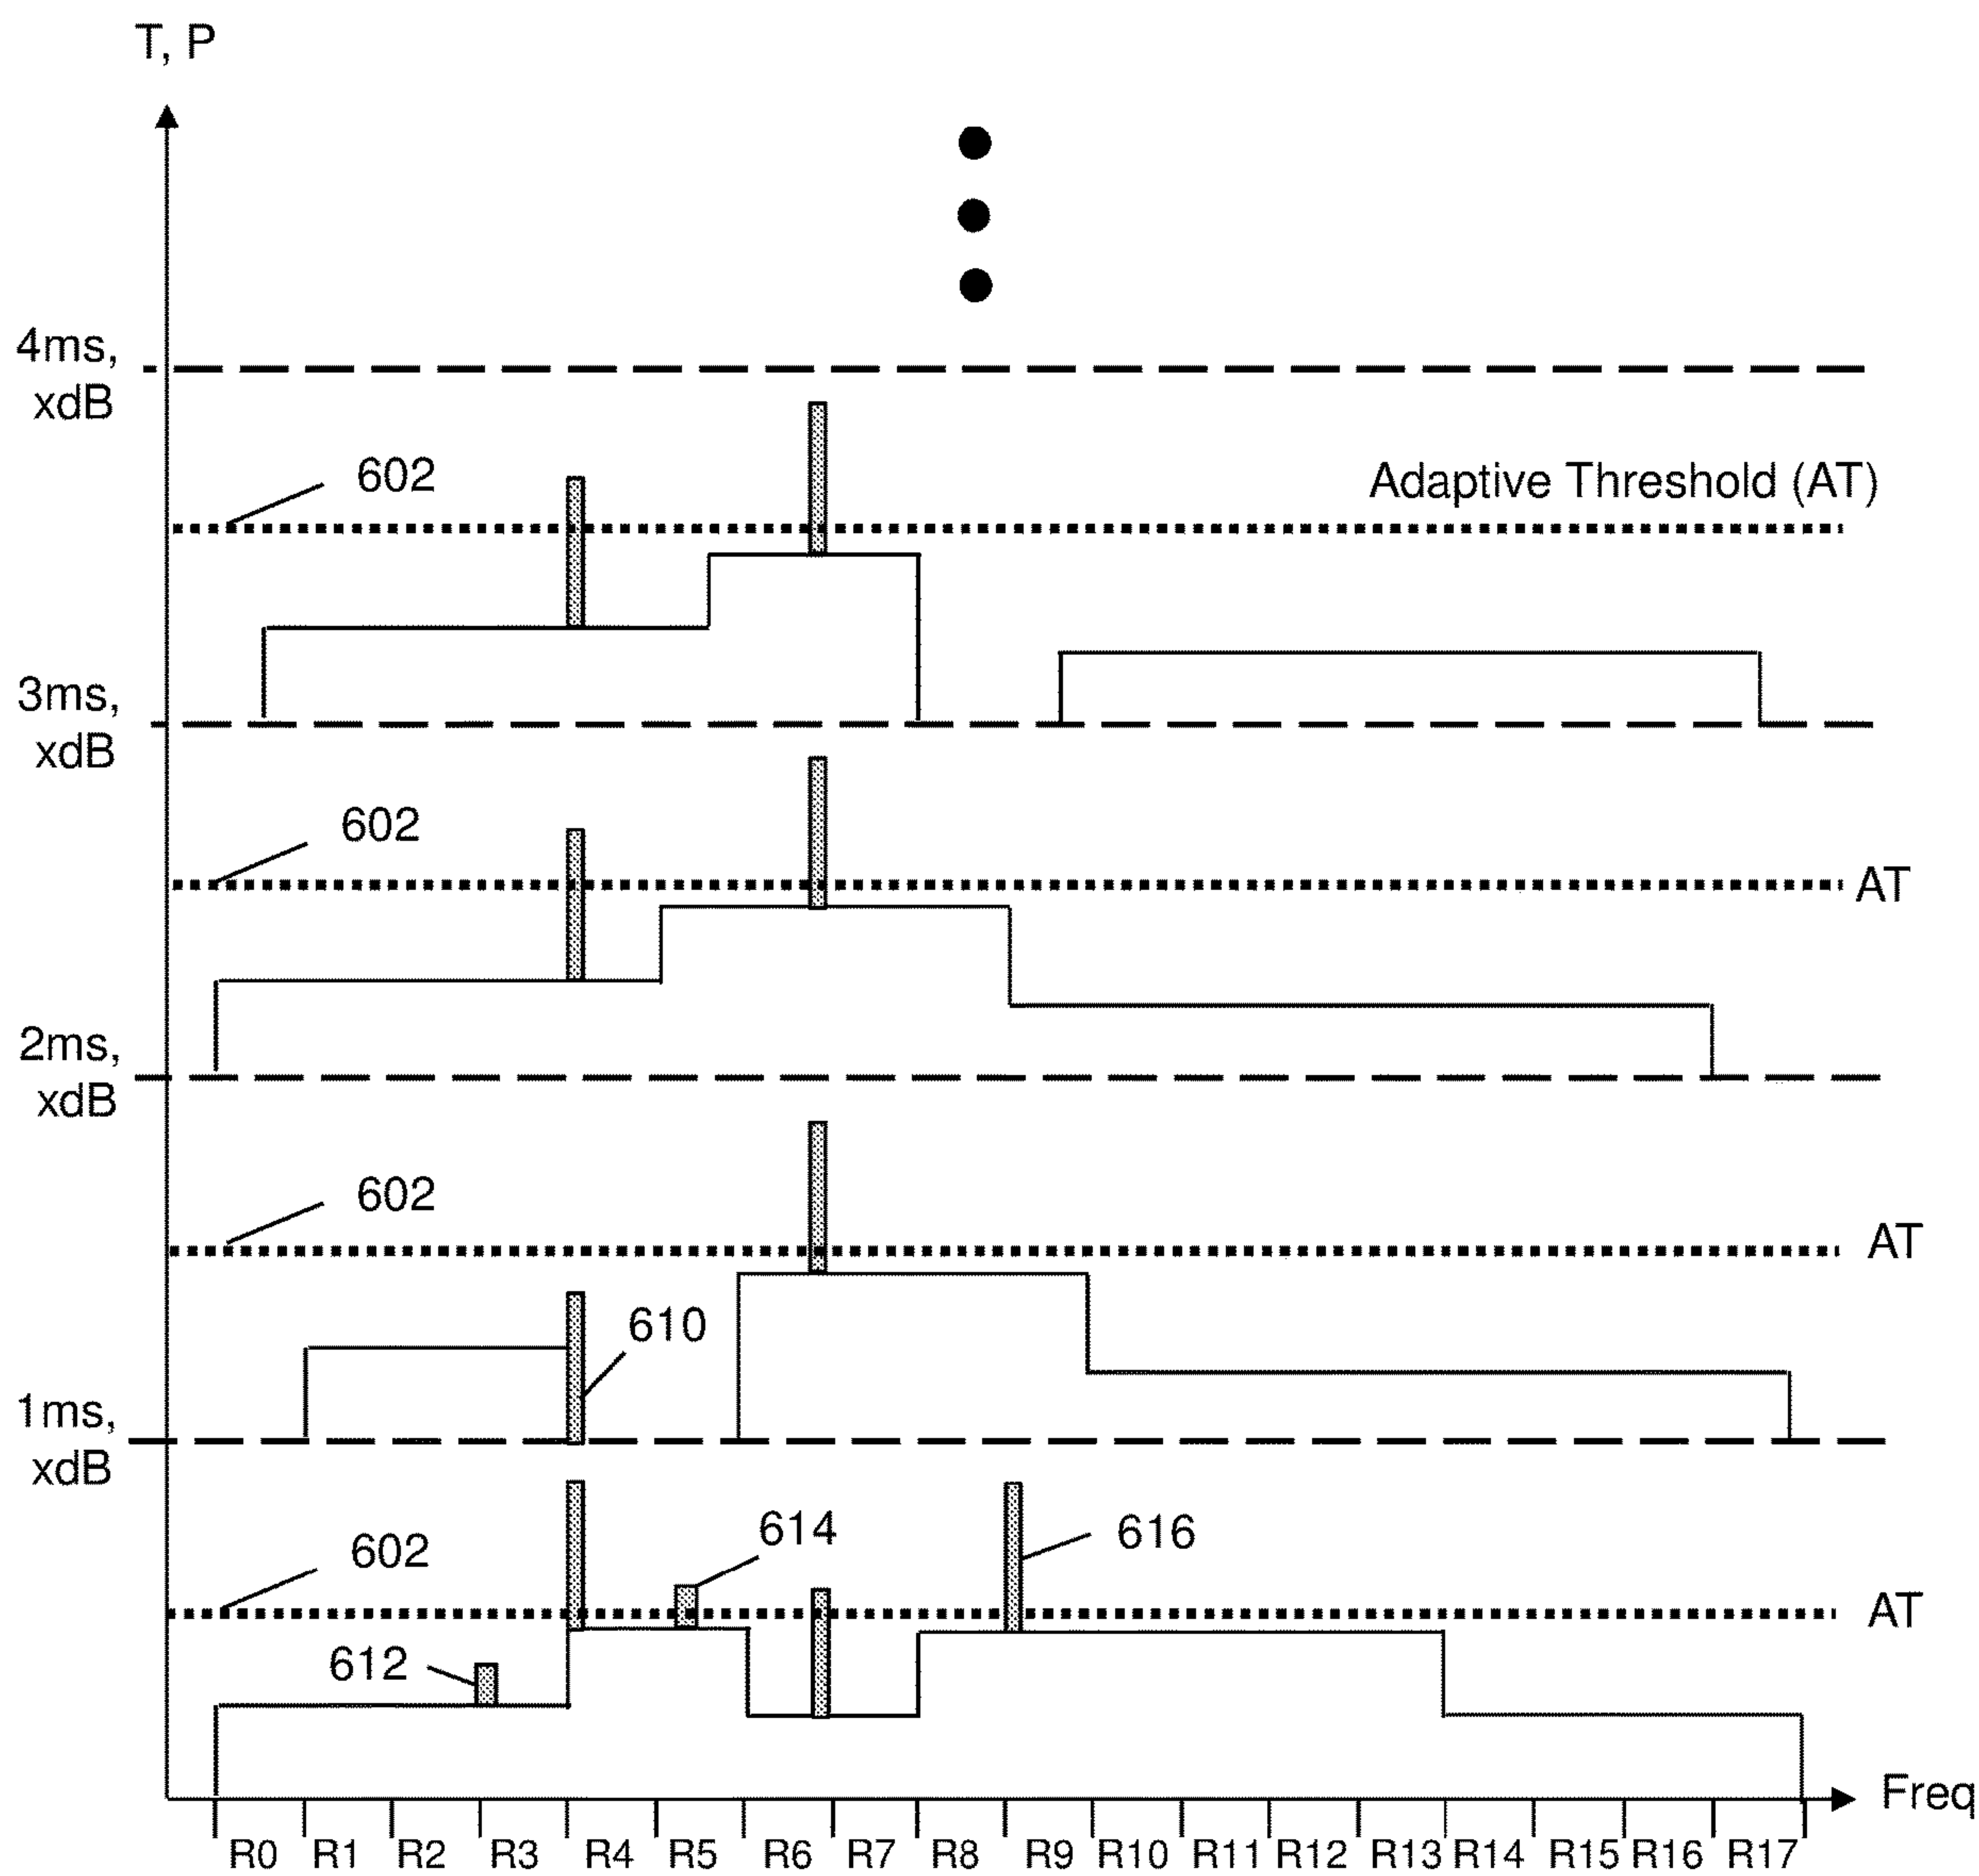 T, P
4ms,
xdB
602
Adaptive Threshold (AT)
3ms,
xdB
602
AT
2ms,
xdB
602
AT
610
1ms,
xdB
614
616
602
AT
612
Freq
R0 R1 R2 R3 R4 R5 R6 R7 R8 R9 R10 R11 R12 R13 R14 R15 R16 R17